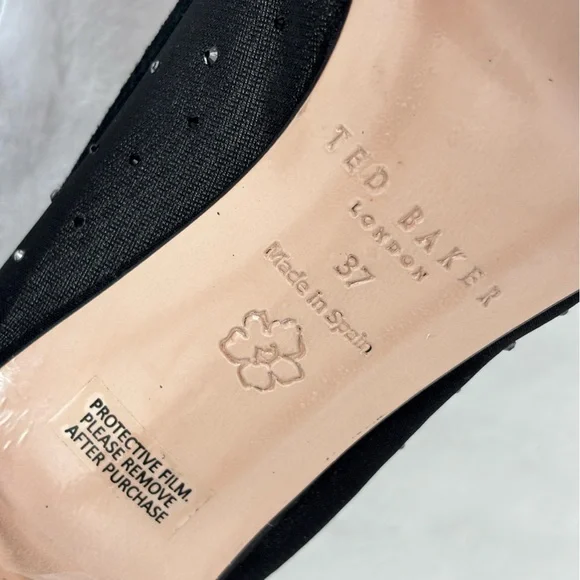 TED BAKER
LONDON
37
Made in Spain
PROTECTIVE FILM.
PLEASE REMOVE
AFTER PURCHASE